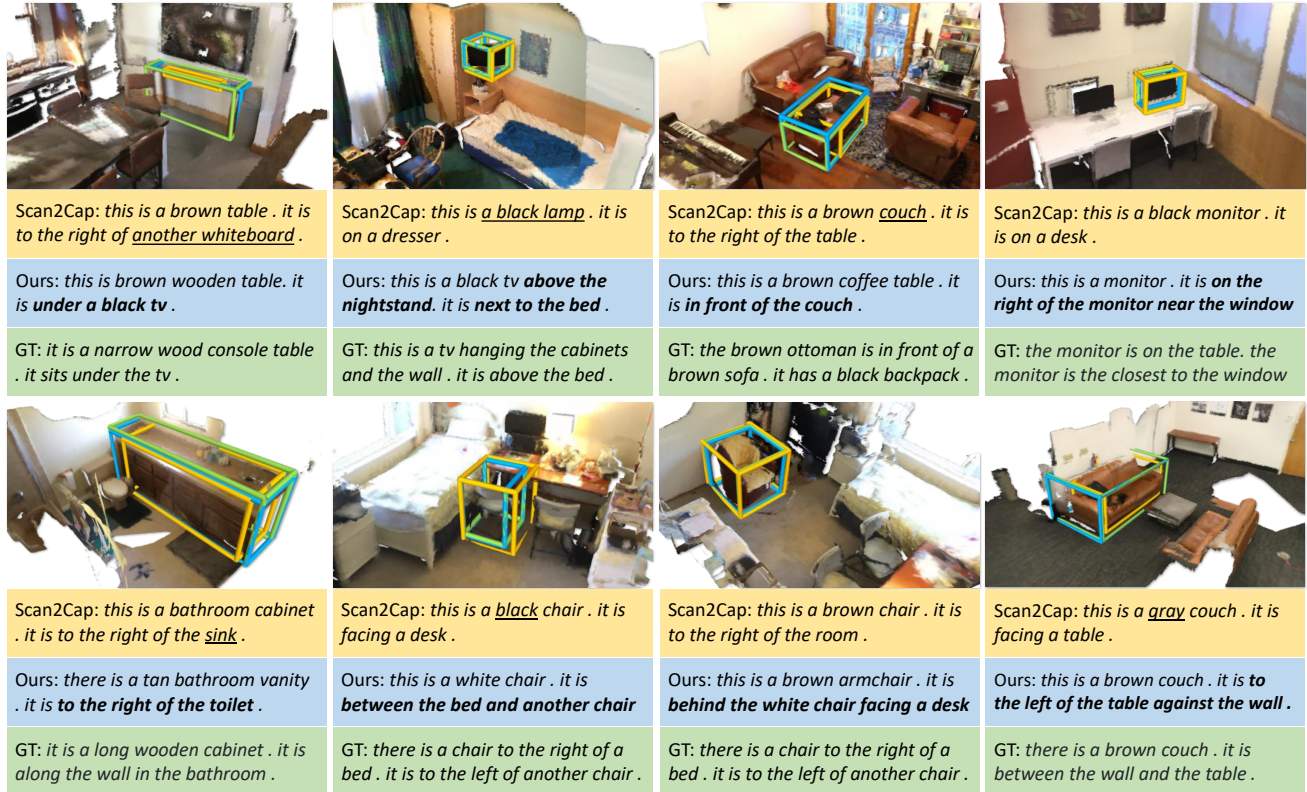 Scan2Cap: this is a brown table . it is
to the right of another whiteboard .
Ours: this is brown wooden table. it
is under a black tv .
GT: it is a narrow wood console table
. it sits under the tv .
Scan2Cap: this is a black lamp . it is
on a dresser .
Ours: this is a black tv above the
nightstand. it is next to the bed .
GT: this is a tv hanging the cabinets
and the wall . it is above the bed .
Scan2Cap: this is a brown couch . it is
to the right of the table .
Ours: this is a brown coffee table . it
is in front of the couch .
GT: the brown ottoman is in front of a
brown sofa . it has a black backpack .
Scan2Cap: this is a black monitor . it
is on a desk .
Ours: this is a monitor . it is on the
right of the monitor near the window
GT: the monitor is on the table. the
monitor is the closest to the window
Scan2Cap: this is a bathroom cabinet
. it is to the right of the sink .
Ours: there is a tan bathroom vanity
. it is to the right of the toilet .
GT: it is a long wooden cabinet . it is
along the wall in the bathroom .
Scan2Cap: this is a black chair . it is
facing a desk .
Ours: this is a white chair . it is
between the bed and another chair
GT: there is a chair to the right of a
bed . it is to the left of another chair .
Scan2Cap: this is a brown chair . it is
to the right of the room .
Ours: this is a brown armchair . it is
behind the white chair facing a desk
GT: there is a chair to the right of a
bed . it is to the left of another chair .
Scan2Cap: this is a gray couch . it is
facing a table .
Ours: this is a brown couch . it is to
the left of the table against the wall .
GT: there is a brown couch . it is
between the wall and the table .